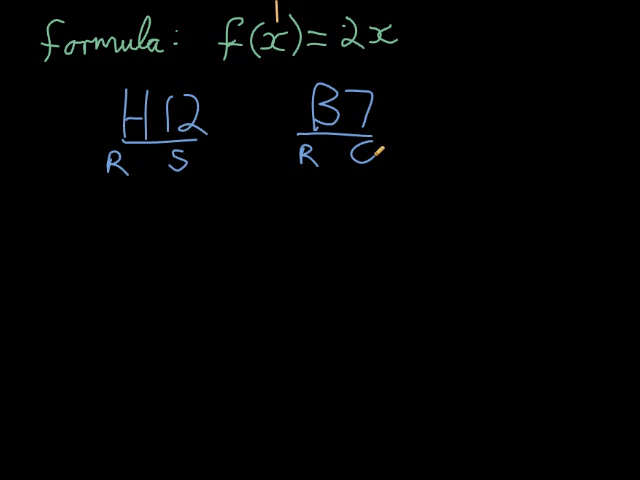 formula: f(x) = 2x
H12 B7
R S R C